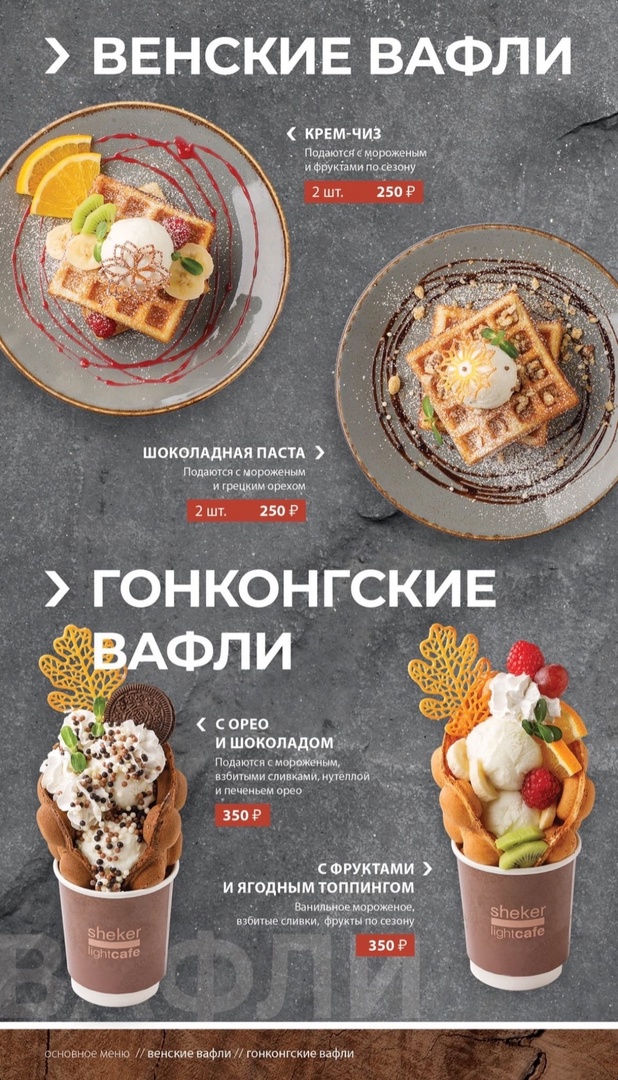 ВЕНСКИЕ ВАФЛИ
КРЕМ-ЧИЗ
Подаются с мороженым
и фруктами по сезону
2 шт. 250 ₽
ШОКОЛАДНАЯ ПАСТА
Подаются с мороженым
и грецким орехом
2 шт. 250 ₽
ГОНКОНГСКИЕ
ВАФЛИ
С ОРЕО
И ШОКОЛАДОМ
Подаются с мороженым,
взбитыми сливками, нутеллой
и печеньем орео
350 ₽
С ФРУКТАМИ
И ЯГОДНЫМ ТОППИНГОМ
Ванильное мороженое,
взбитые сливки, фрукты по сезону
350 ₽
sheker
lightcafe
sheker
lightcafe
ВАФЛИ
основное меню // венские вафли // гонконгские вафли